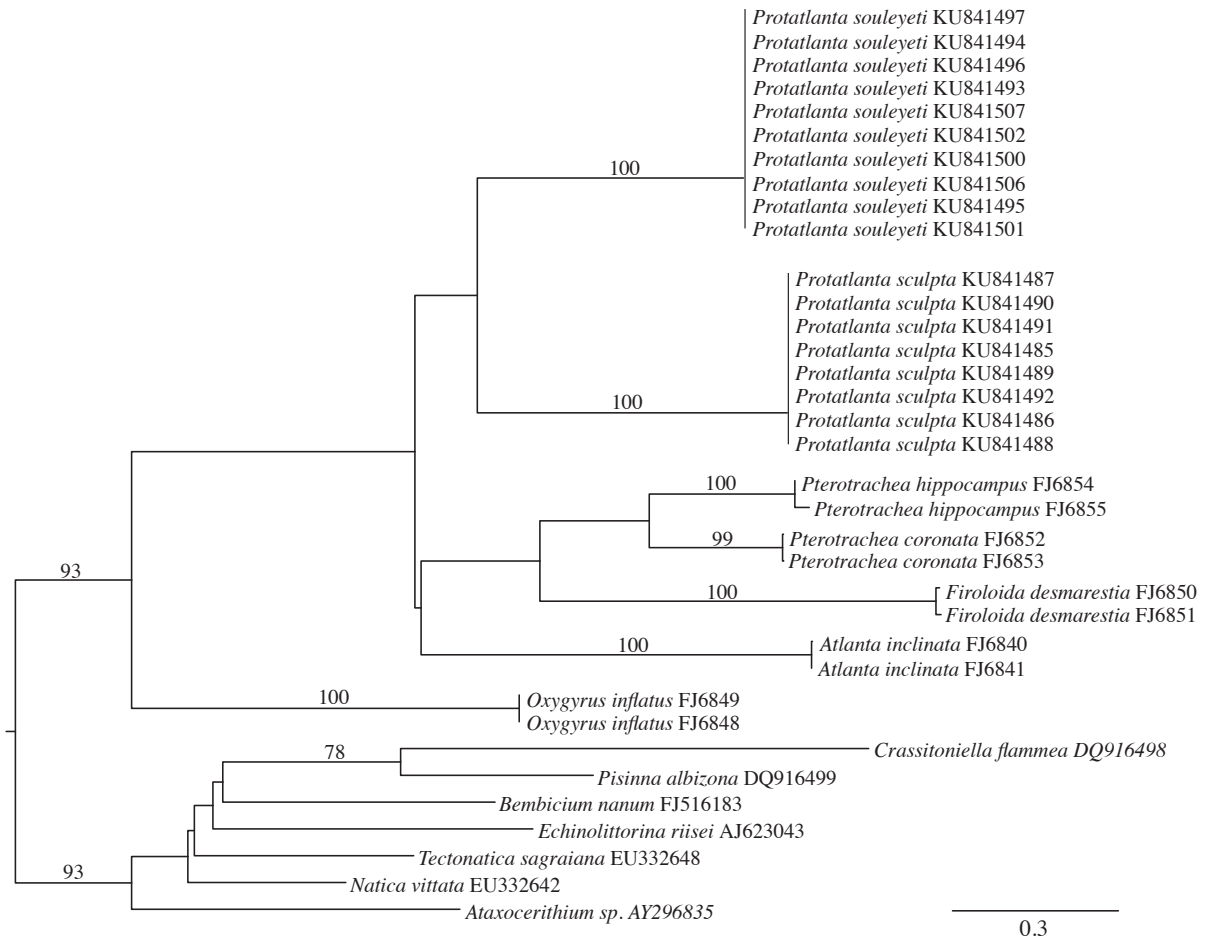 Protatlanta souleyeti KU841497
Protatlanta souleyeti KU841494
Protatlanta souleyeti KU841496
Protatlanta souleyeti KU841493
Protatlanta souleyeti KU841507
Protatlanta souleyeti KU841502
Protatlanta souleyeti KU841500
100
Protatlanta souleyeti KU841506
Protatlanta souleyeti KU841495
Protatlanta souleyeti KU841501
Protatlanta sculpta KU841487
Protatlanta sculpta KU841490
Protatlanta sculpta KU841491
Protatlanta sculpta KU841485
Protatlanta sculpta KU841489
Protatlanta sculpta KU841492
100
Protatlanta sculpta KU841486
Protatlanta sculpta KU841488
100
Pterotrachea hippocampus FJ6854
Pterotrachea hippocampus FJ6855
99
Pterotrachea coronata FJ6852
Pterotrachea coronata FJ6853
93
100
Firoloida desmarestia FJ6850
Firoloida desmarestia FJ6851
100
Atlanta inclinata FJ6840
Atlanta inclinata FJ6841
100
Oxygyrus inflatus FJ6849
Oxygyrus inflatus FJ6848
78
Crassitoniella flammea DQ916498
Pisinna albizona DQ916499
Bembicium nanum FJ516183
Echinolittorina riisei AJ623043
Tectonatica sagraiana EU332648
93
Natica vittata EU332642
Ataxocerithium sp. AY296835
0.3